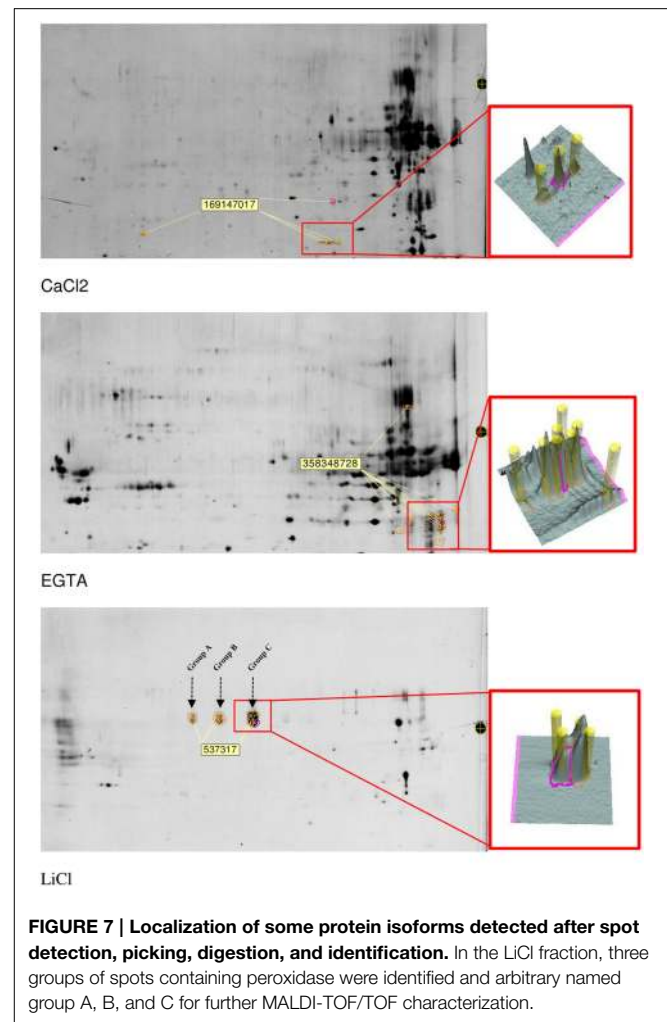 169147017
CaCl2
358348728
EGTA
Group A
Group B
Group C
537317
LiCl
FIGURE 7 | Localization of some protein isoforms detected after spot
detection, picking, digestion, and identification. In the LiCl fraction, three
groups of spots containing peroxidase were identified and arbitrary named
group A, B, and C for further MALDI-TOF/TOF characterization.